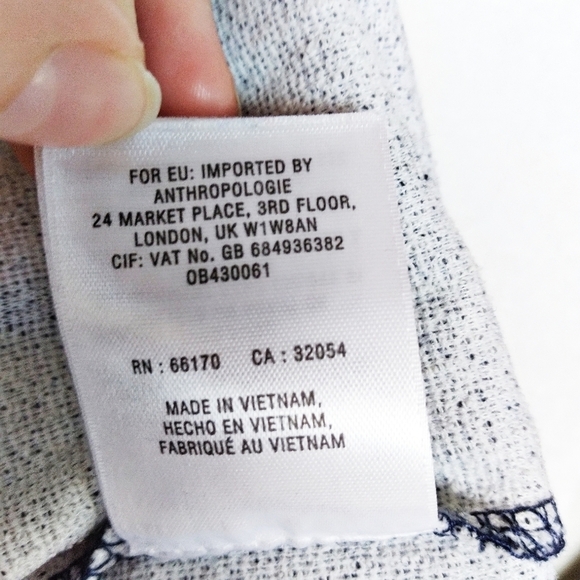 FOR EU: IMPORTED BY
ANTHROPOLOGIE
24 MARKET PLACE, 3RD FLOOR,
LONDON, UK W1W8AN
CIF: VAT No. GB 684936382
OB430061
RN : 66170 CA : 32054
MADE IN VIETNAM,
HECHO EN VIETNAM,
FABRIQUÉ AU VIETNAM